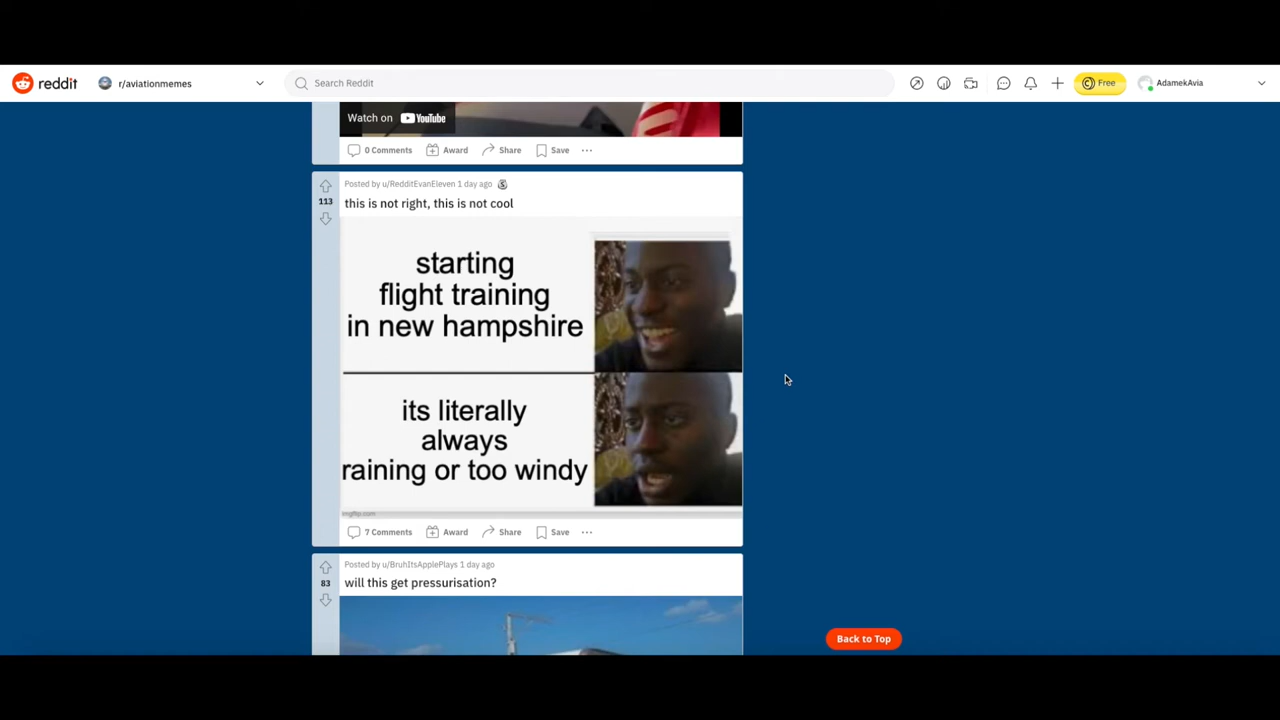 reddit r/aviationmemes Search Reddit Free AdamekAvia
Watch on YouTube
0 Comments Award Share Save
Posted by u/RedditEvanEleven 1 day ago
113
this is not right, this is not cool
starting
flight training
in new hampshire
its literally
always
raining or too windy
imgflip.com
7 Comments Award Share Save
Posted by u/BruhItsApplePlays 1 day ago
83
will this get pressurisation?
Back to Top